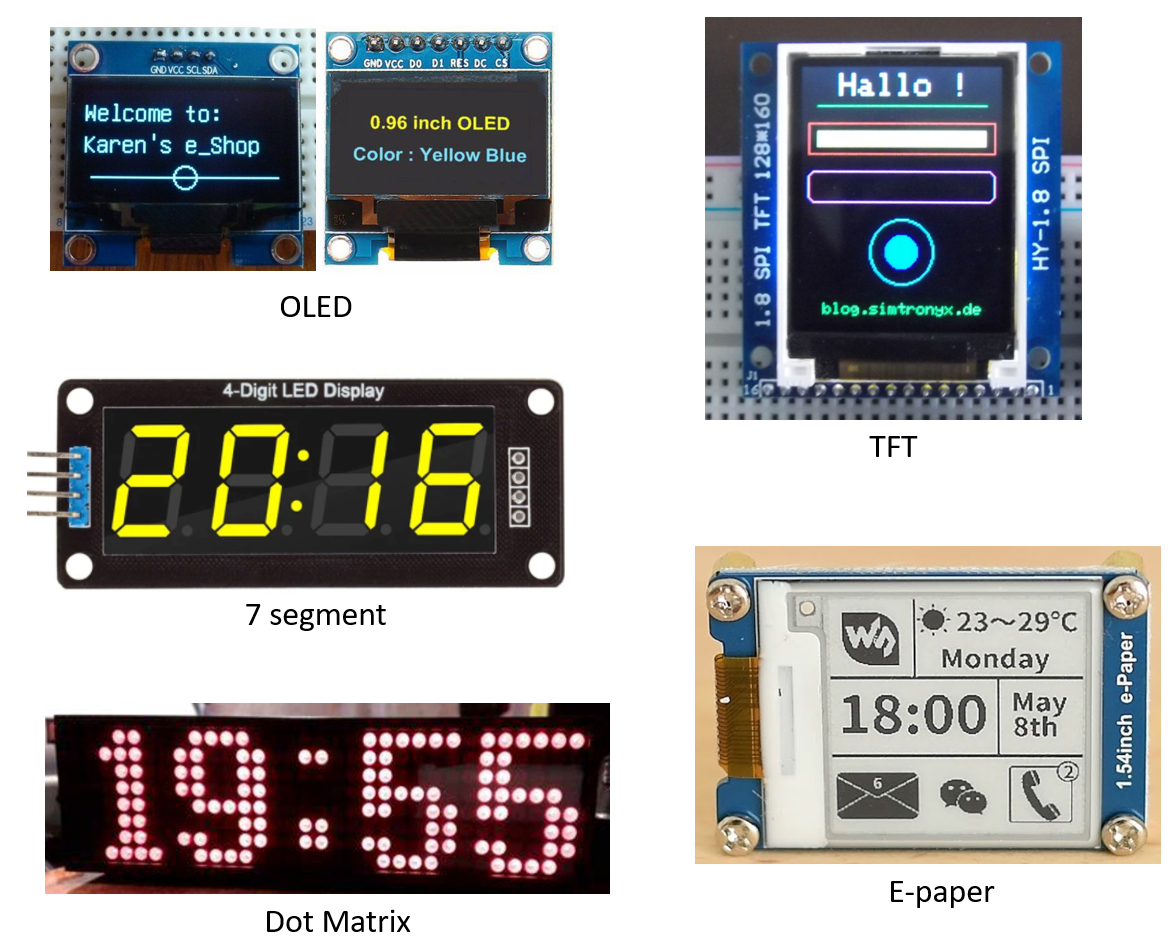 GND VCC SCL SDA
Welcome to:
Karen's e_Shop
GND VCC D0 D1 RES DC CS
0.96 inch OLED
Color : Yellow Blue
OLED
Hallo !
blog.simtronyx.de
1.8 SPI TFT 128*160
HY-1.8 SPI
J1
16
1
TFT
4-Digit LED Display
20:16
7 segment
23~29°C
Monday
18:00
May
8th
6
2
1.54inch e-Paper
E-paper
19:55
Dot Matrix